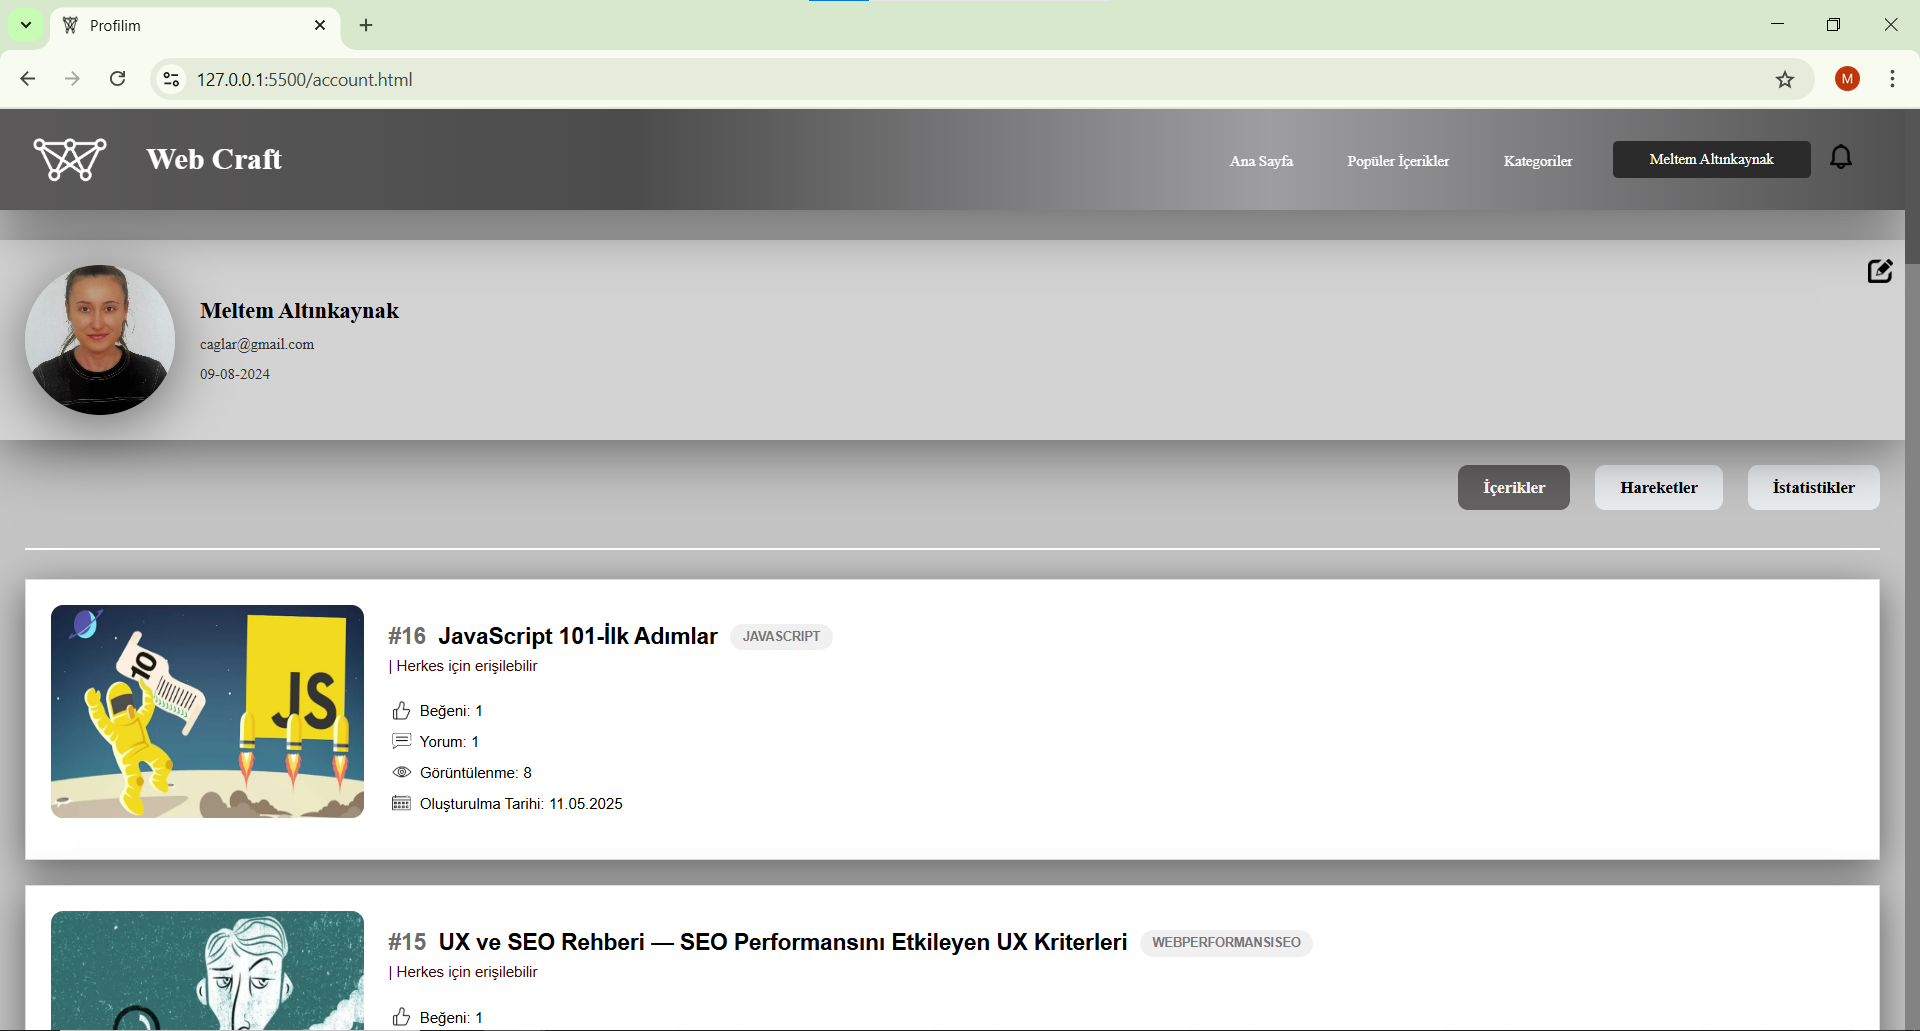 Profilim
127.0.0.1:5500/account.html
M
Web Craft
Ana Sayfa
Popüler İçerikler
Kategoriler
Meltem Altınkaynak
Meltem Altınkaynak
caglar@gmail.com
09-08-2024
İçerikler
Hareketler
İstatistikler
10
JS
#16 JavaScript 101-İlk Adımlar JAVASCRIPT
| Herkes için erişilebilir
Beğeni: 1
Yorum: 1
Görüntülenme: 8
Oluşturulma Tarihi: 11.05.2025
#15 UX ve SEO Rehberi — SEO Performansını Etkileyen UX Kriterleri WEBPERFORMANSISEO
| Herkes için erişilebilir
Beğeni: 1